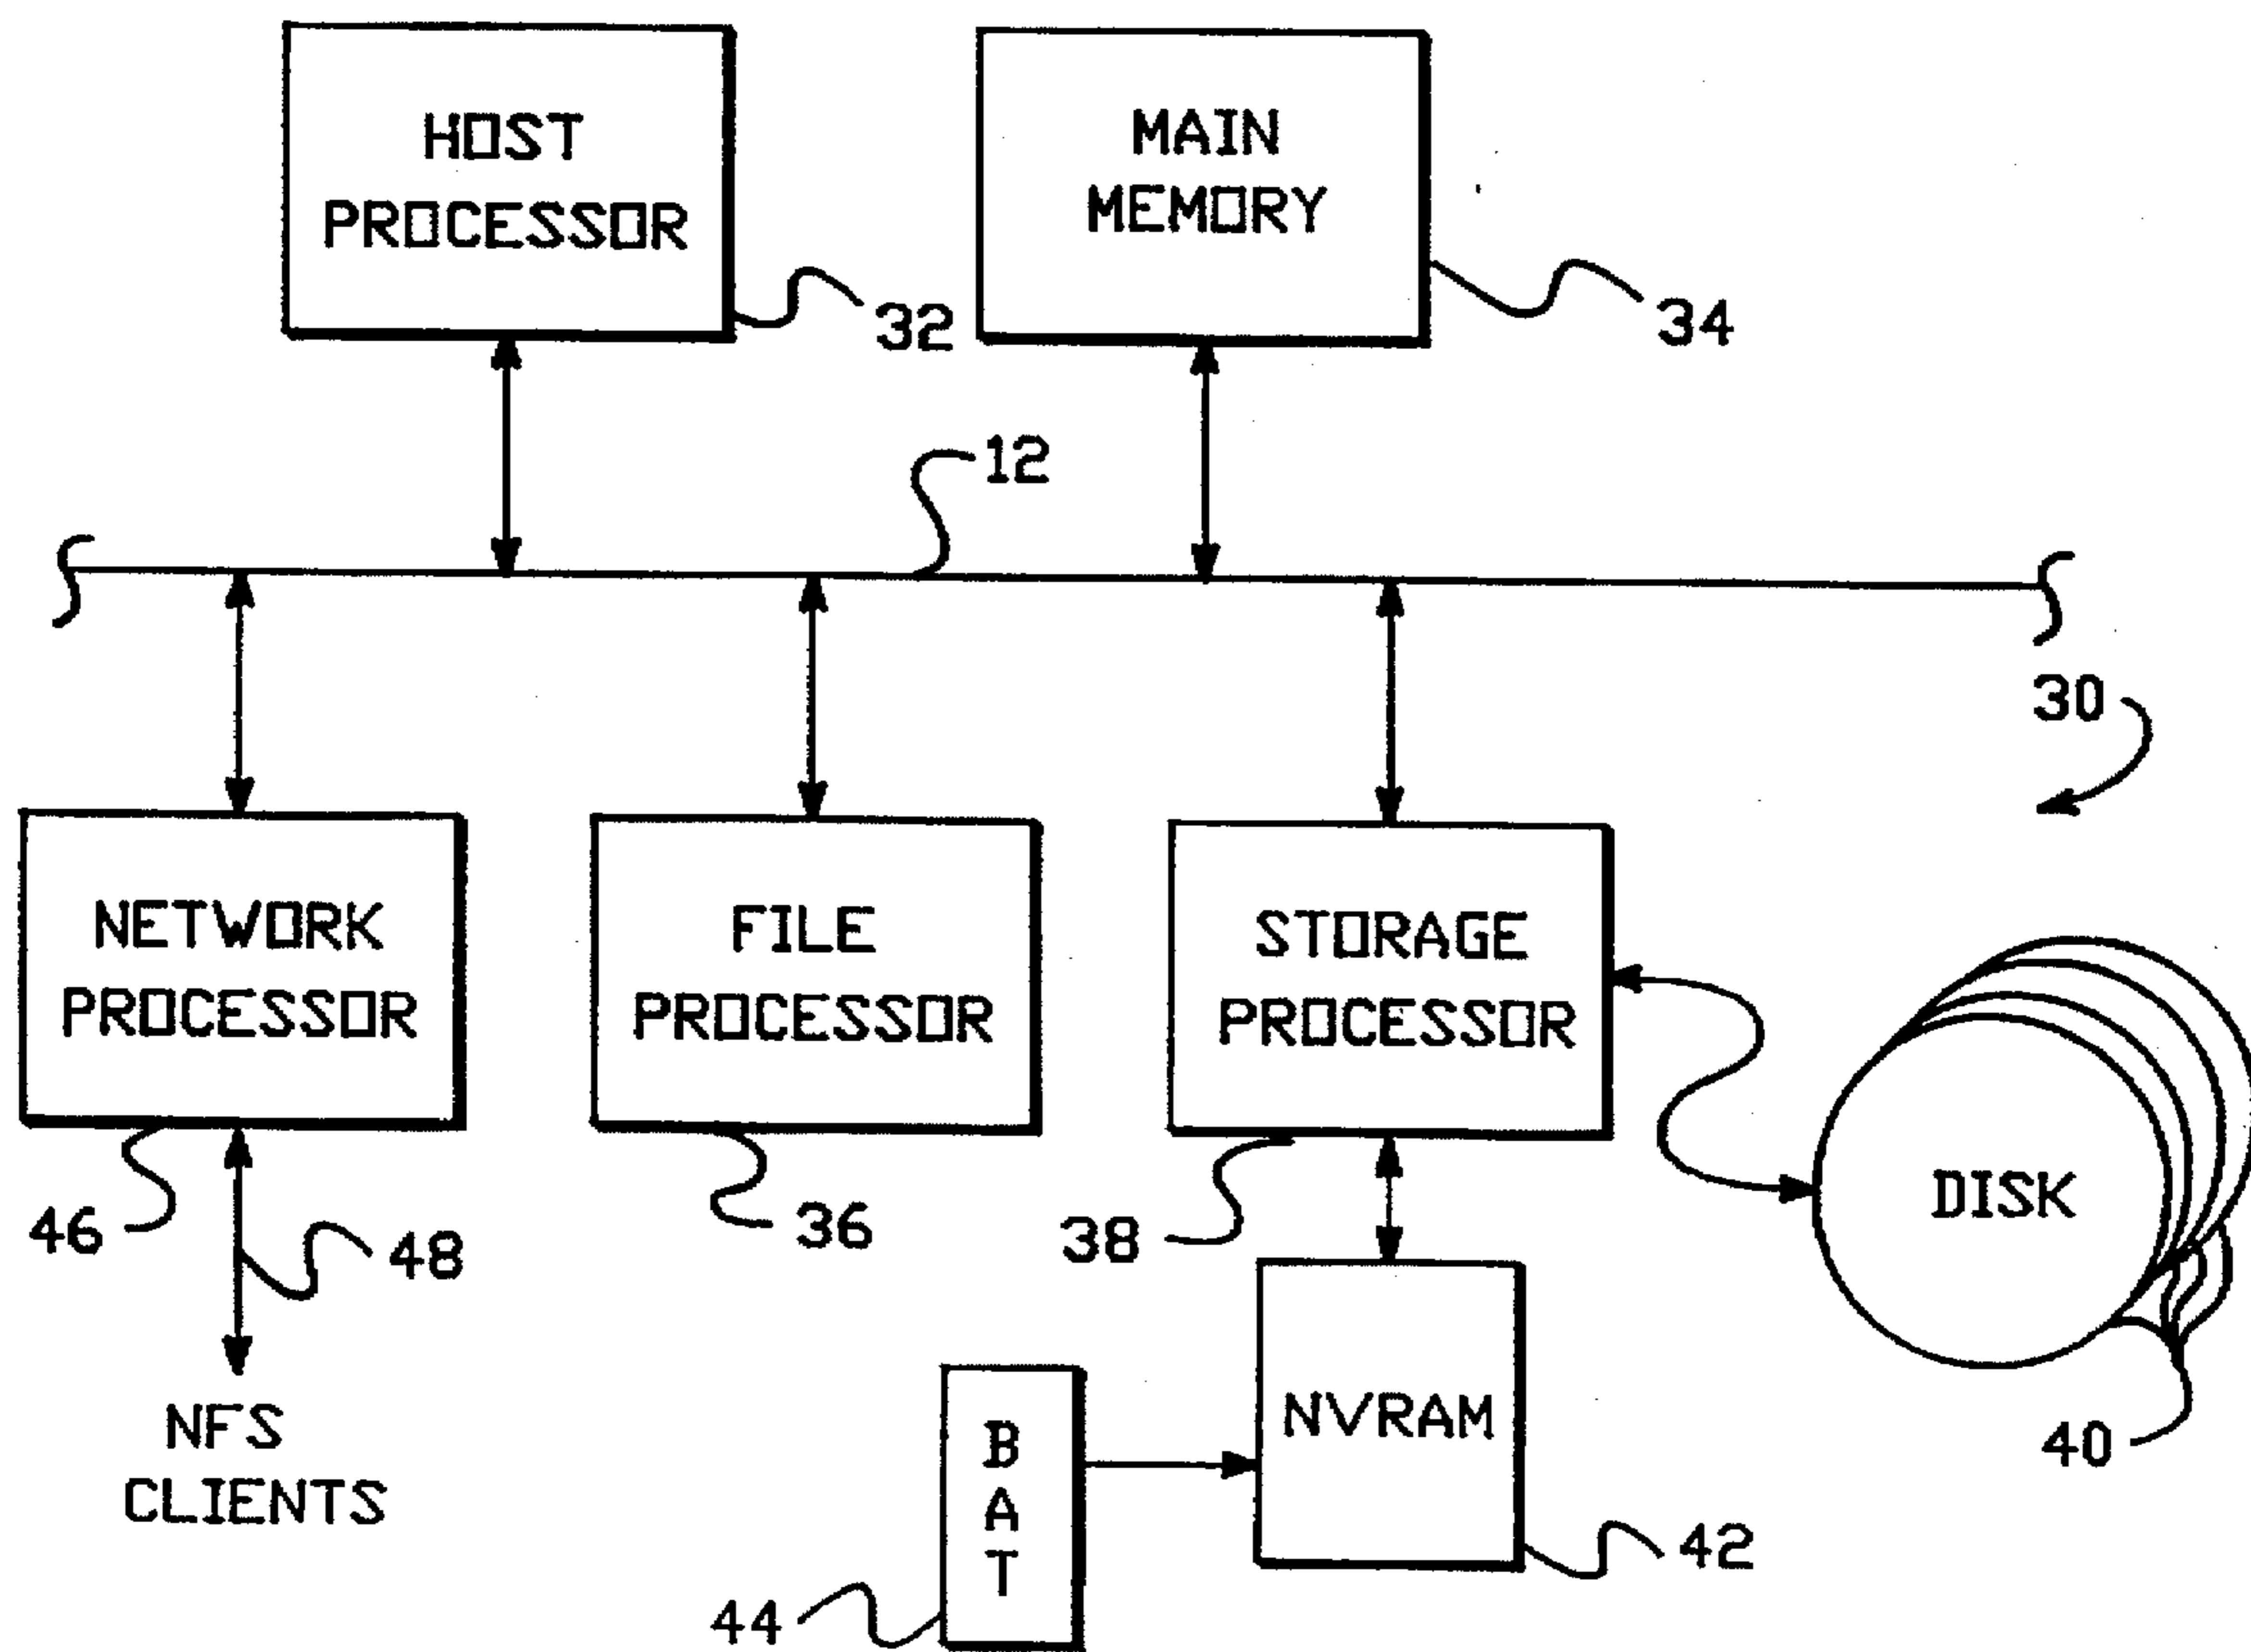 HOST
PROCESSOR
32
MAIN
MEMORY
34
12
30
NETWORK
PROCESSOR
46
48
NFS
CLIENTS
FILE
PROCESSOR
36
STORAGE
PROCESSOR
38
DISK
40
NVRAM
42
BAT
44